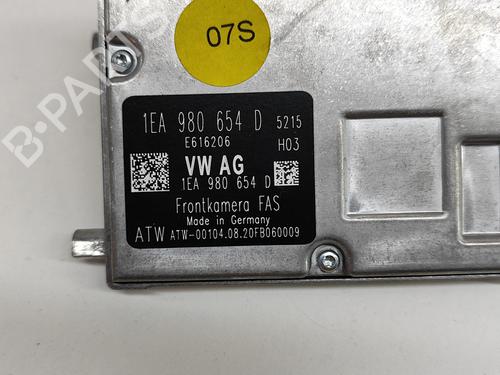 07S
1EA 980 654 D 5215
E616206 H03
VW AG
1EA 980 654 D
Frontkamera FAS
Made in Germany
ATW ATW-00104.08.20FB060009
B-PARTS